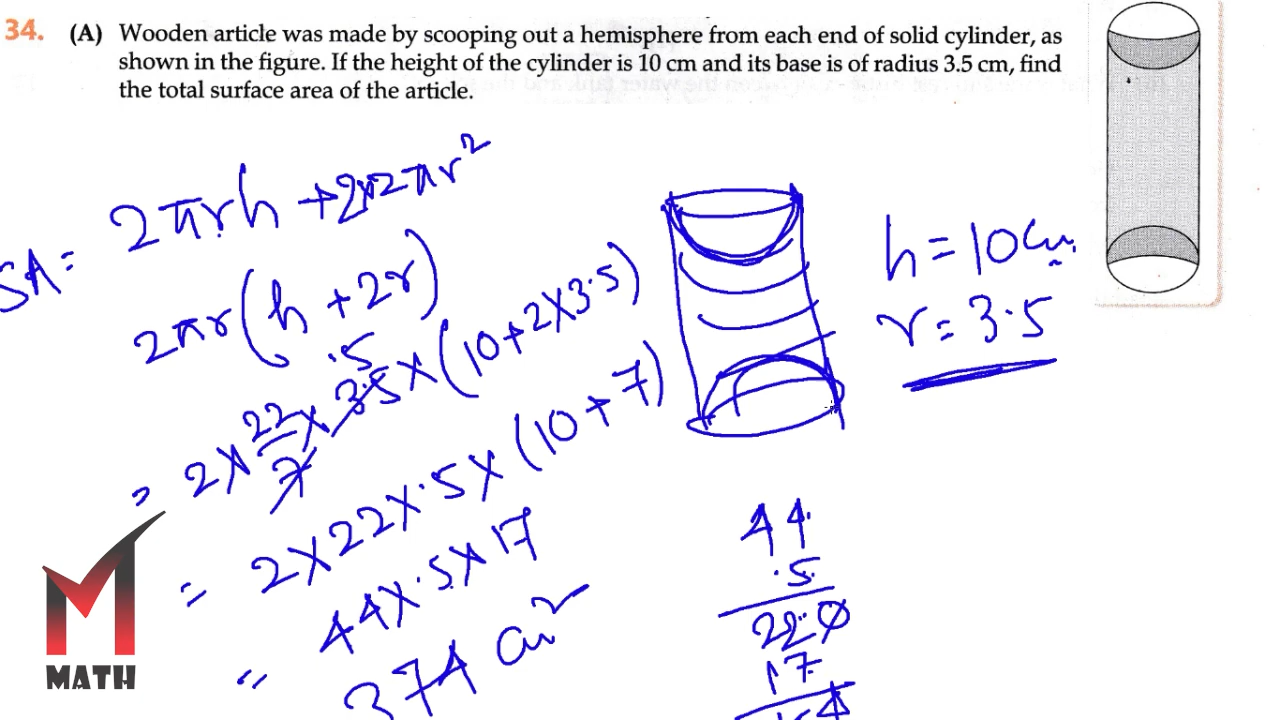 34. (A) Wooden article was made by scooping out a hemisphere from each end of solid cylinder, as
shown in the figure. If the height of the cylinder is 10 cm and its base is of radius 3.5 cm, find
the total surface area of the article.
SA = 2πrh + 2×2πr²
2πr(h + 2r)
.5
= 2 × 22/7 × 3.5 × (10 + 2×3.5)
= 2 × 22 × .5 × (10 + 7)
= 44 × .5 × 17
374 cm²
h = 10 cm
r = 3.5
44
.5
22.0
17
MATH